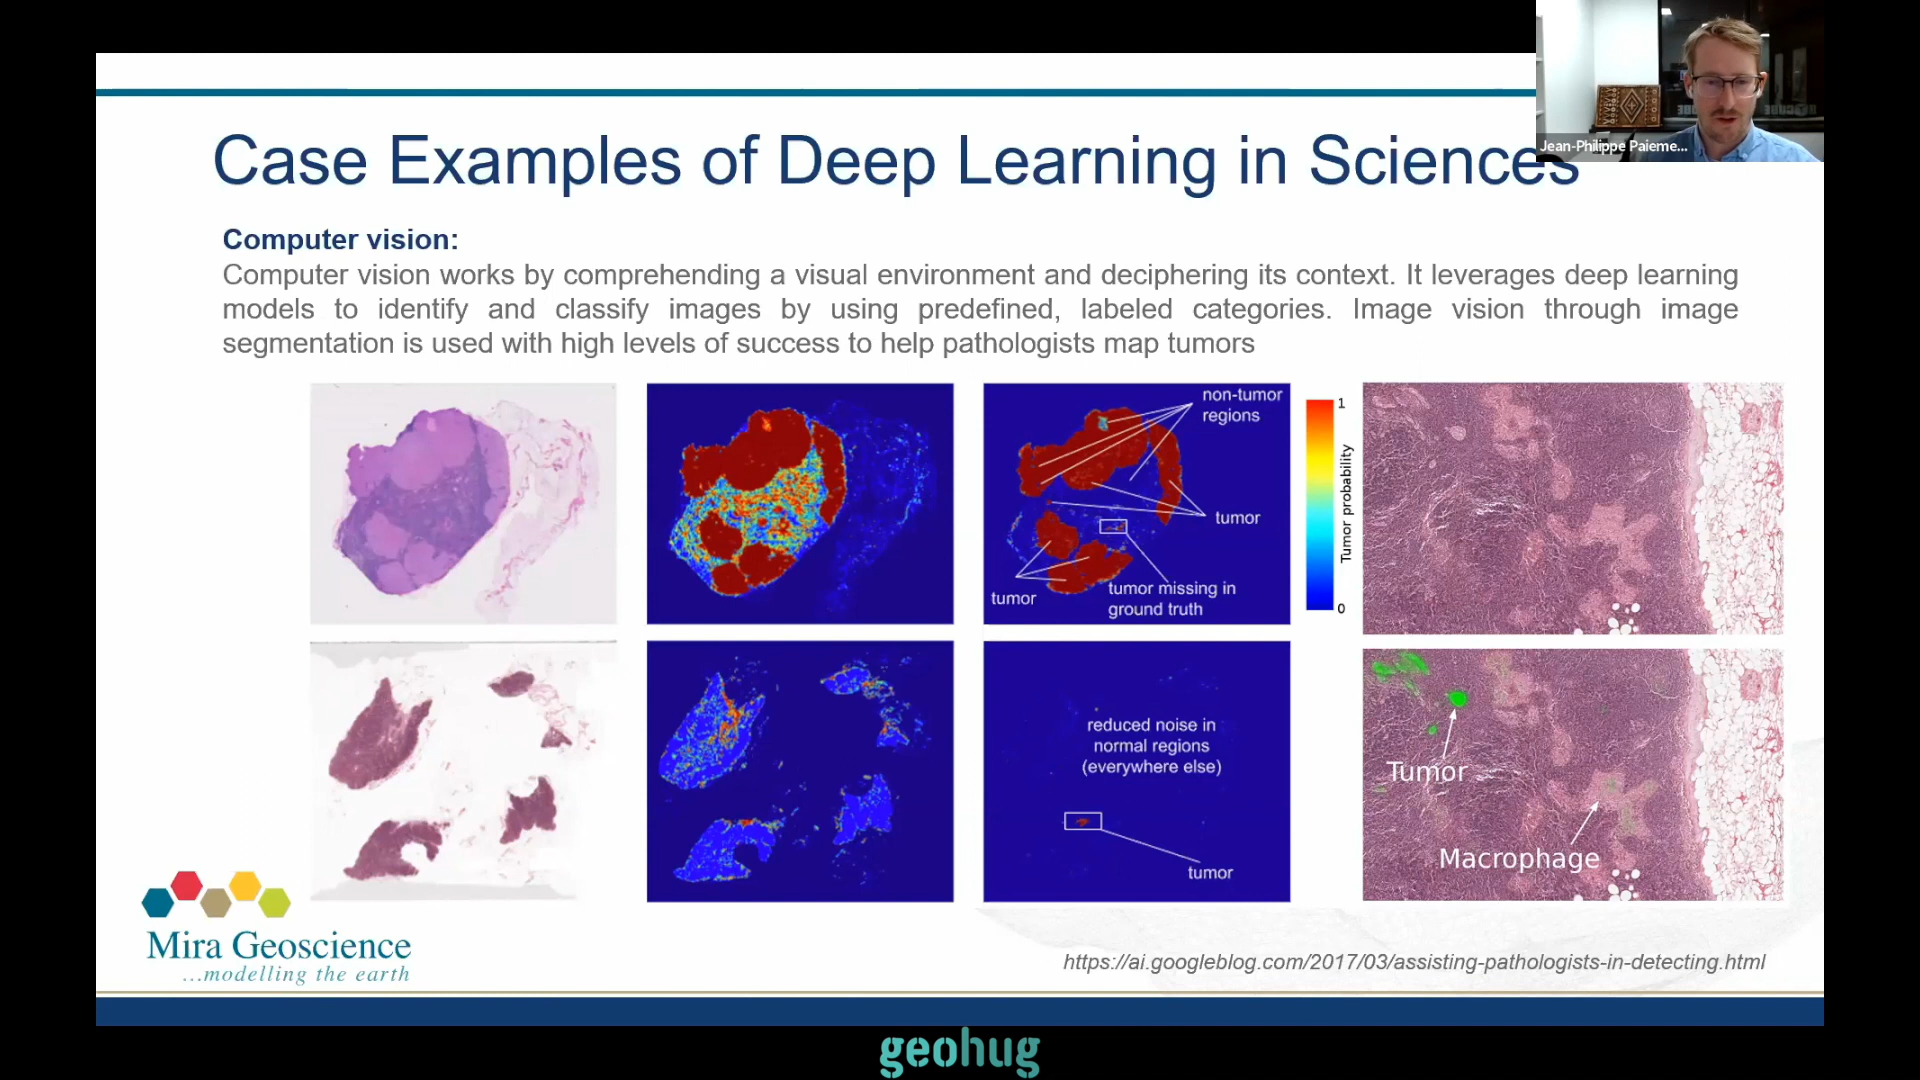 Jean-Philippe Paieme...
Case Examples of Deep Learning in Sciences
Computer vision:
Computer vision works by comprehending a visual environment and deciphering its context. It leverages deep learning
models to identify and classify images by using predefined, labeled categories. Image vision through image
segmentation is used with high levels of success to help pathologists map tumors
non-tumor
regions
tumor
tumor
tumor missing in
ground truth
1
Tumor probability
0
reduced noise in
normal regions
(everywhere else)
tumor
Tumor
Macrophage
Mira Geoscience
...modelling the earth
https://ai.googleblog.com/2017/03/assisting-pathologists-in-detecting.html
geohug